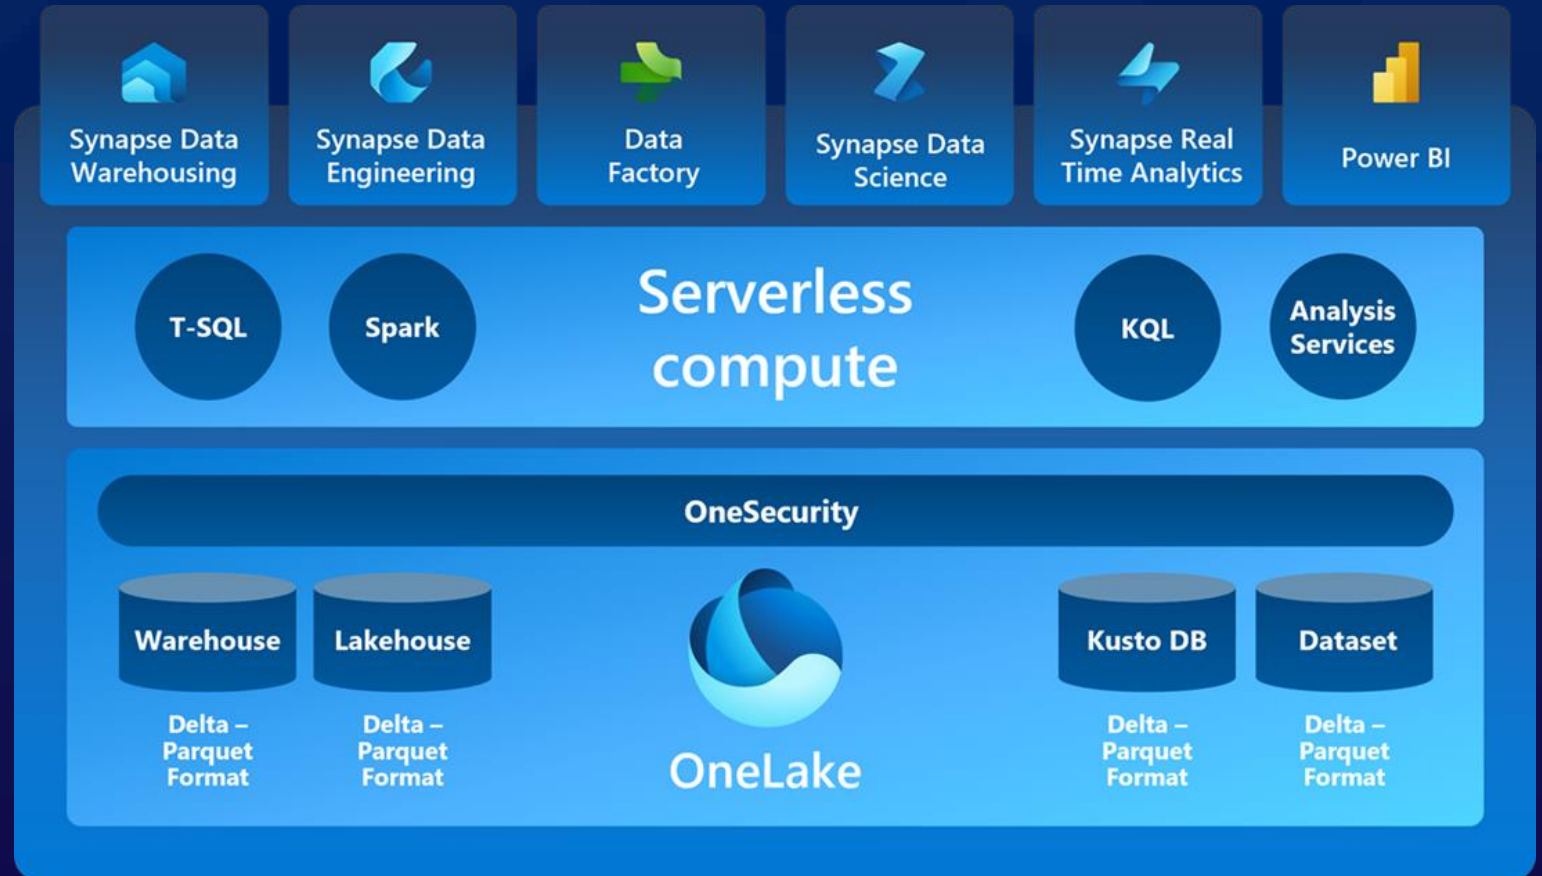 Synapse Data
Warehousing
Synapse Data
Engineering
Data
Factory
Synapse Data
Science
Synapse Real
Time Analytics
Power BI
T-SQL
Spark
Serverless
compute
KQL
Analysis
Services
OneSecurity
Warehouse
Lakehouse
Kusto DB
Dataset
Delta –
Parquet
Format
Delta –
Parquet
Format
OneLake
Delta –
Parquet
Format
Delta –
Parquet
Format